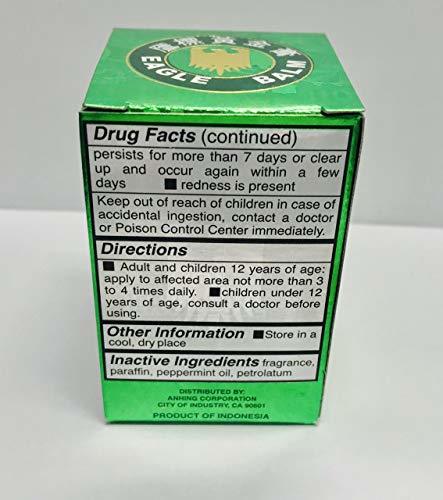 鷹標黃金膏
EAGLE BALM
Drug Facts (continued)
persists for more than 7 days or clear
up and occur again within a few
days ■ redness is present
Keep out of reach of children in case of
accidental ingestion, contact a doctor
or Poison Control Center immediately.
Directions
■ Adult and children 12 years of age:
apply to affected area not more than 3
to 4 times daily. ■children under 12
years of age, consult a doctor before
using.
Other Information ■Store in a
cool, dry place
Inactive Ingredients fragrance,
paraffin, peppermint oil, petrolatum
DISTRIBUTED BY:
ANHING CORPORATION
CITY OF INDUSTRY, CA 90601
PRODUCT OF INDONESIA